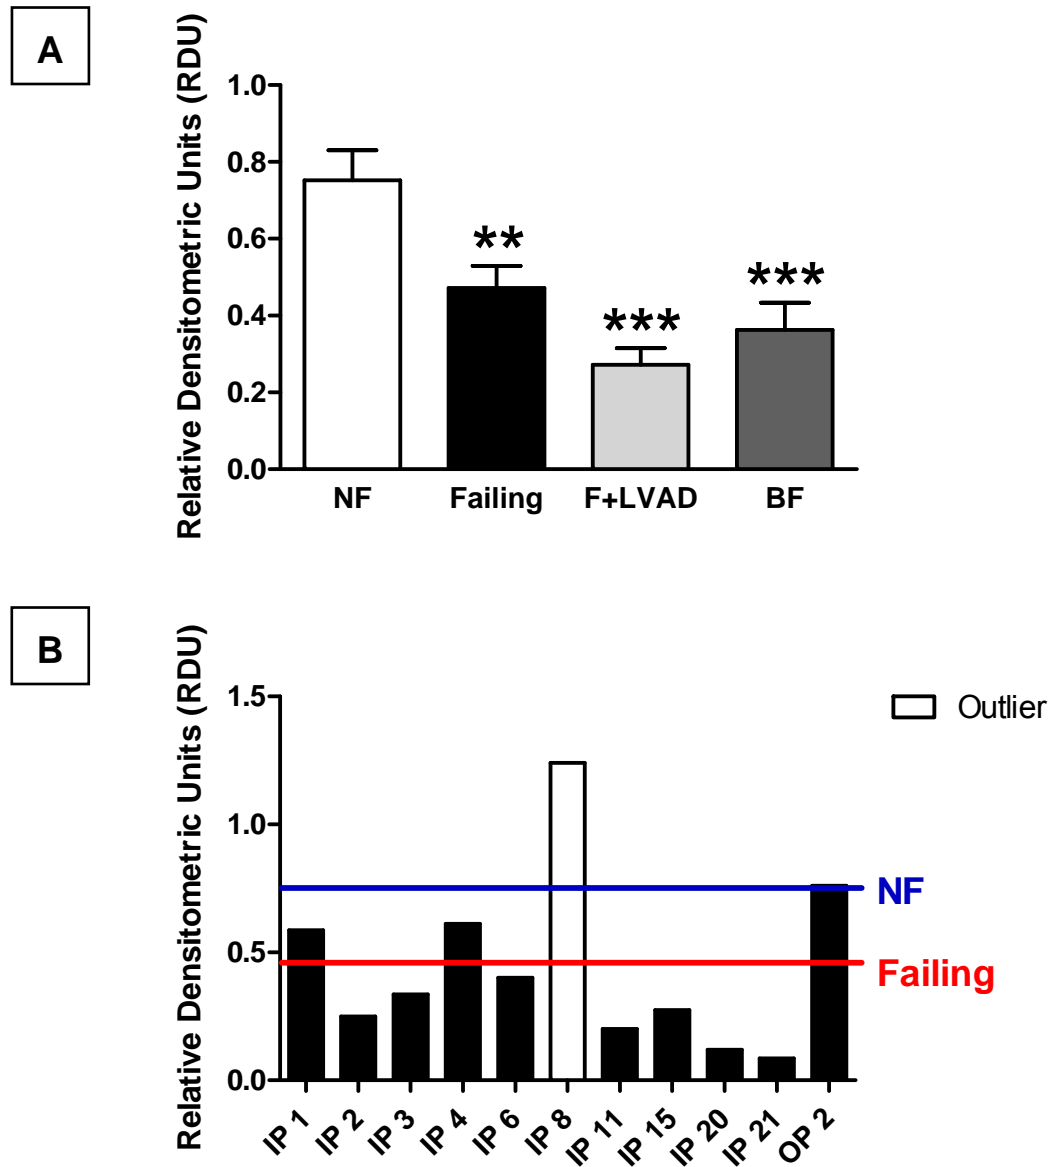 A
Relative Densitometric Units (RDU)
1.0
0.8
0.6
0.4
0.2
0.0
**
***
***
NF Failing F+LVAD BF
B
Relative Densitometric Units (RDU)
1.5
1.0
0.5
0.0
Outlier
NF
Failing
IP 1 IP 2 IP 3 IP 4 IP 6 IP 8 IP 11 IP 15 IP 20 IP 21 OP 2